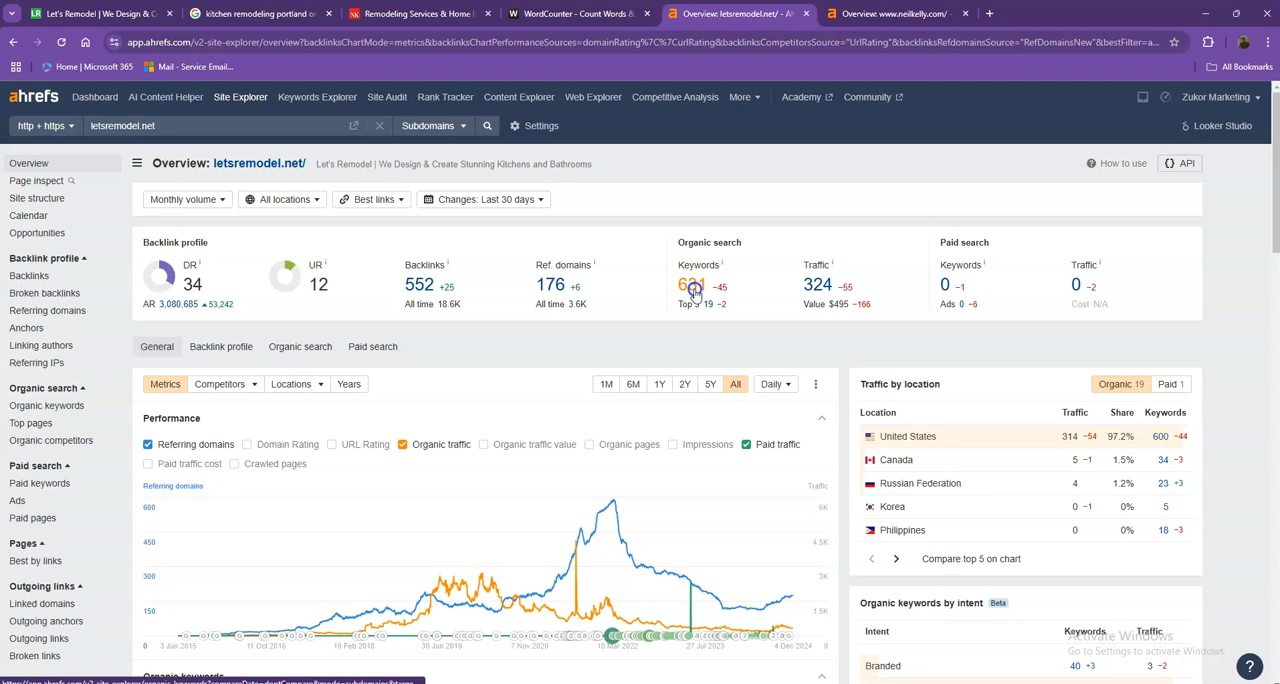 Let's Remodel | We Design & C
kitchen remodeling portland or
Remodeling Services & Home I
WordCounter - Count Words &
Overview: letsremodel.net/ - Ah
Overview: www.neilkelly.com/ -
app.ahrefs.com/v2-site-explorer/overview?backlinksChartMode=metrics&backlinksChartPerformanceSources=domainRating%7C%7CurlRating&backlinksCompetitorsSource="UrlRating"&backlinksRefdomainsSource="RefDomainsNew"&bestFilter=a...
Home | Microsoft 365
Mail - Service Email...
All Bookmarks
ahrefs
Dashboard AI Content Helper Site Explorer Keywords Explorer Site Audit Rank Tracker Content Explorer Web Explorer Competitive Analysis More Academy Community Zukor Marketing
http + https letsremodel.net Subdomains Settings Looker Studio
Overview
Page inspect
Site structure
Calendar
Opportunities
Backlink profile
Backlinks
Broken backlinks
Referring domains
Anchors
Linking authors
Referring IPs
Organic search
Organic keywords
Top pages
Organic competitors
Paid search
Paid keywords
Ads
Paid pages
Pages
Best by links
Outgoing links
Linked domains
Outgoing anchors
Outgoing links
Broken links
Overview: letsremodel.net/ Let's Remodel | We Design & Create Stunning Kitchens and Bathrooms
How to use API
Monthly volume All locations Best links Changes: Last 30 days
Backlink profile
DR
34
AR 3,080,685 53,242
UR
12
Backlinks
552 +25
All time 18.6K
Ref. domains
176 +6
All time 3.6K
Organic search
Keywords
631 -45
Top 3 19 -2
Traffic
324 -55
Value $495 -166
Paid search
Keywords
0 -1
Ads 0 -6
Traffic
0 -2
Cost N/A
General Backlink profile Organic search Paid search
Metrics Competitors Locations Years
1M 6M 1Y 2Y 5Y All Daily
Performance
Referring domains Domain Rating URL Rating Organic traffic Organic traffic value Organic pages Impressions Paid traffic
Paid traffic cost Crawled pages
Referring domains Traffic
600 6K
450 4.5K
300 3K
150 1.5K
0 3 Jun 2015 11 Oct 2016 19 Feb 2018 30 Jun 2019 7 Nov 2020 18 Mar 2022 27 Jul 2023 4 Dec 2024 0
Organic keywords
Traffic by location Organic 19 Paid 1
Location Traffic Share Keywords
United States 314 -54 97.2% 600 -44
Canada 5 -1 1.5% 34 -3
Russian Federation 4 1.2% 23 +3
Korea 0 -1 0% 5
Philippines 0 0% 18 -3
Compare top 5 on chart
Organic keywords by intent Beta
Intent Keywords Traffic
Branded 40 +3 3 -2
Activate Windows
Go to Settings to activate Windows.